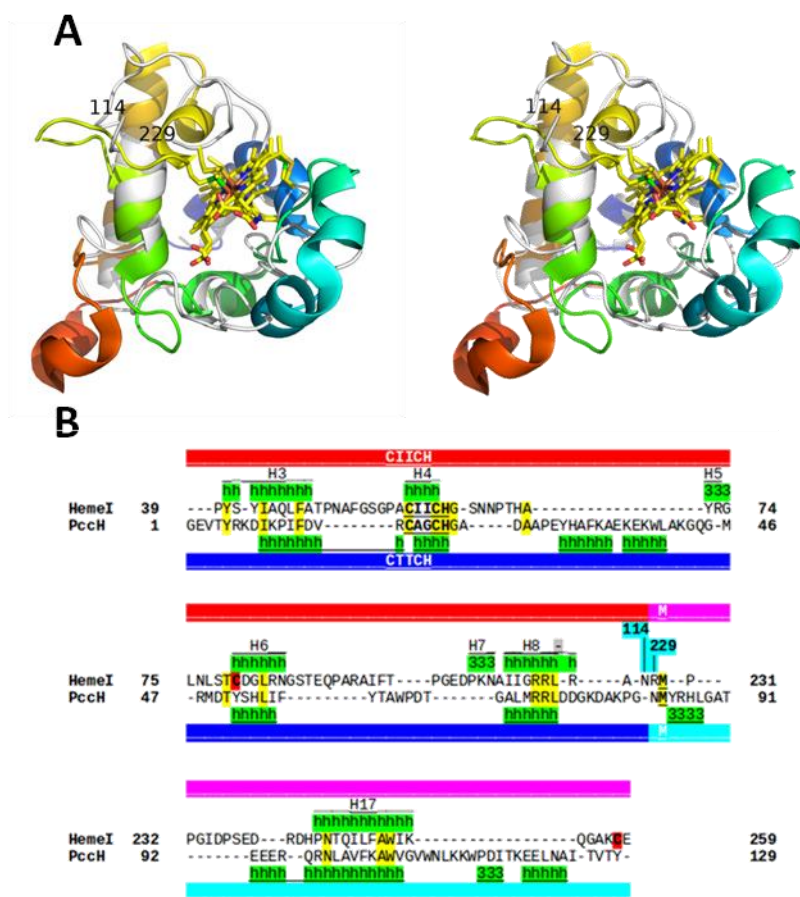 A
114
229
114
229
B
CIICH
H3 H4 H5
hh hhhhhhh hhhh 333
HemeI 39 ---PYS-YIAQLFATPNAFGSGPACIICHG-SNNPTHA----------------YRG 74
PccH 1 GEVTYRKDIKPIFDV--------RCAGCHGA-----DAAPEYHAFKAEKEKWLAKGQG-M 46
hhhhhhh h hhhh hhhhhh hhhhh
CTTCH
M
114
H6 H7 H8 - 229
hhhhhh 333 hhhhhh h
HemeI 75 LNLSTCDGLRNGSTEQPARAIFT----PGEDPKNAIIGRRL-R-----A-NRM--P--- 231
PccH 47 -RMDTYSHLIF------YTAWPDT-------GALMRRLDDGKDAKPG-NMYRHLGAT 91
hhhhh hhhhhh 3333
M
H17
hhhhhhhhhhh
HemeI 232 PGIDPSED---RDHPNTQILFAWIK-----------------QGAKCE 259
PccH 92 -------EEER--QRNLAVFKAWVGVWNLKKWPDITKEELNAI-TVTY- 129
hhhh hhhhhhhhhhh 333 hhhhh